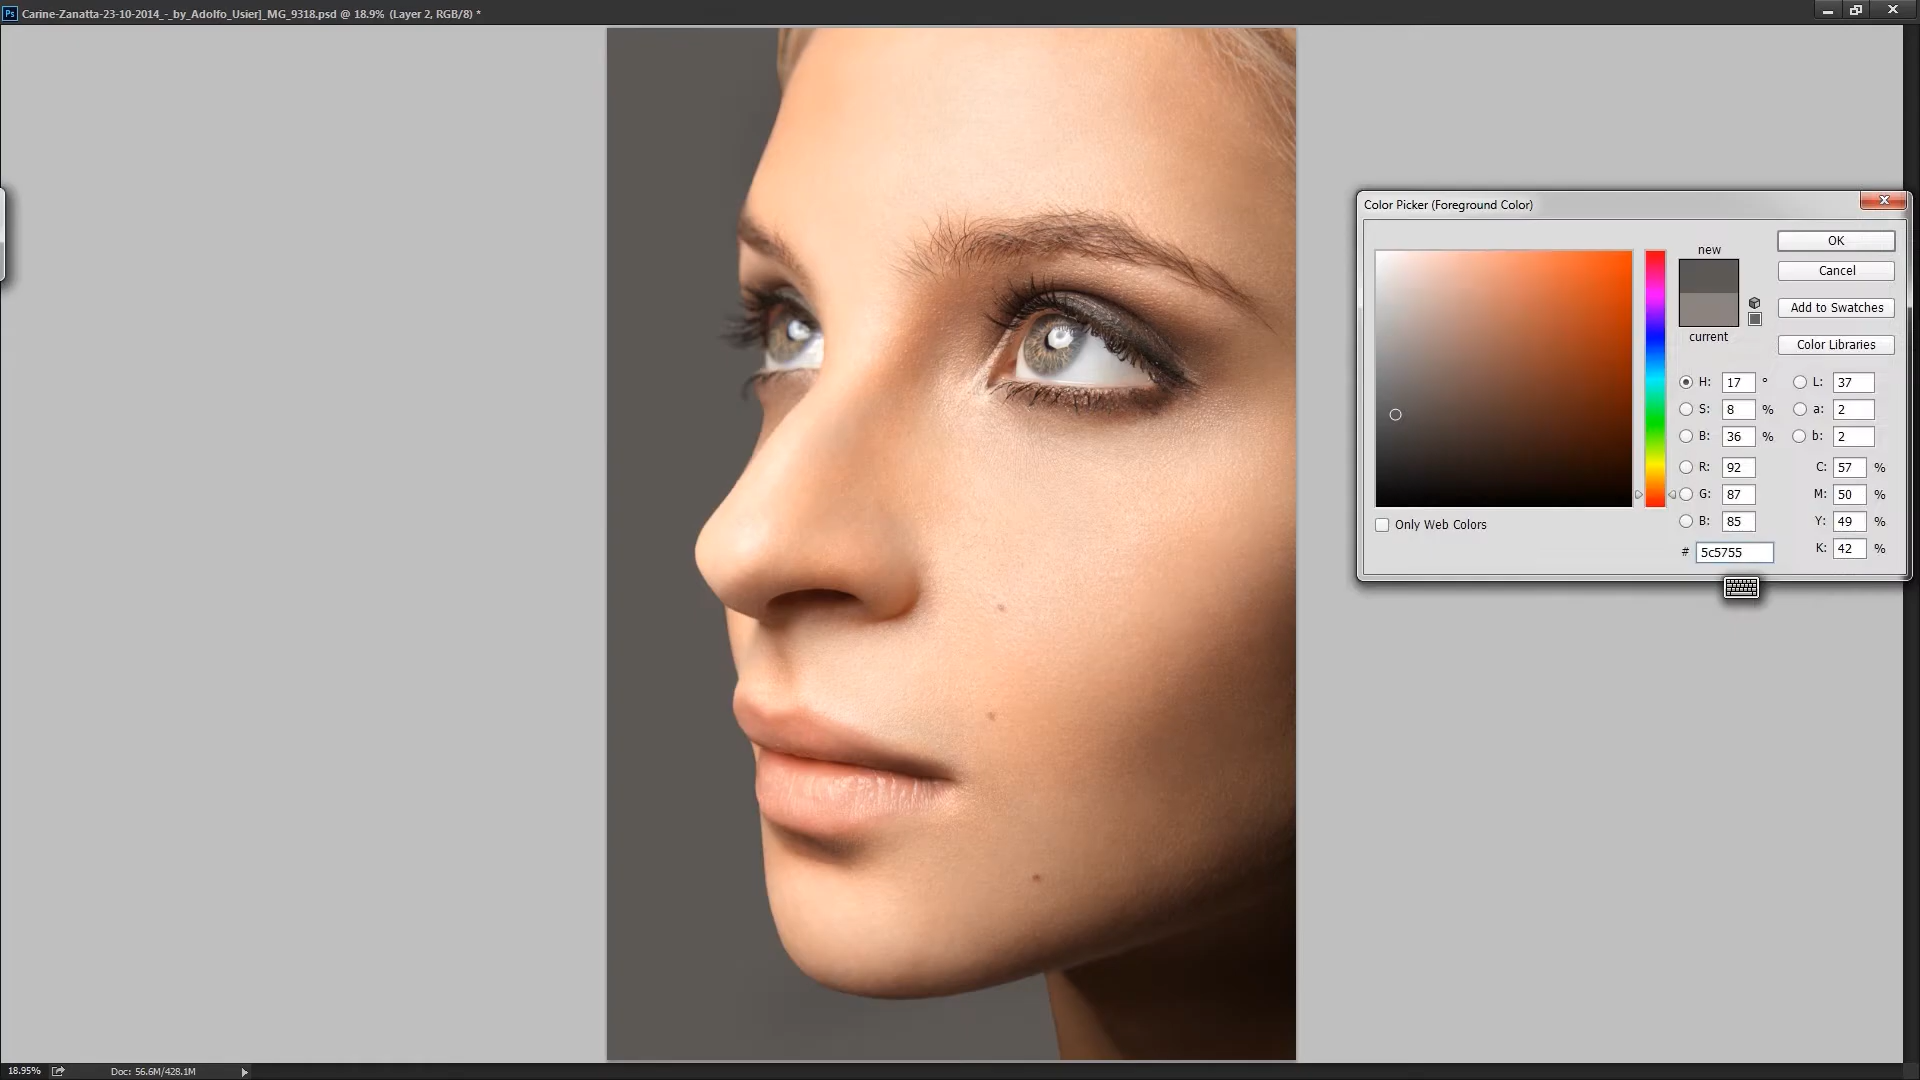 Ps Carine-Zanatta-23-10-2014_-_by_Adolfo_Usier]_MG_9318.psd @ 18.9% (Layer 2, RGB/8) *
Color Picker (Foreground Color)
new
current
OK
Cancel
Add to Swatches
Color Libraries
H: 17 °
S: 8 %
B: 36 %
R: 92
G: 87
B: 85
# 5c5755
L: 37
a: 2
b: 2
C: 57 %
M: 50 %
Y: 49 %
K: 42 %
Only Web Colors
18.95% Doc: 56.6M/428.1M